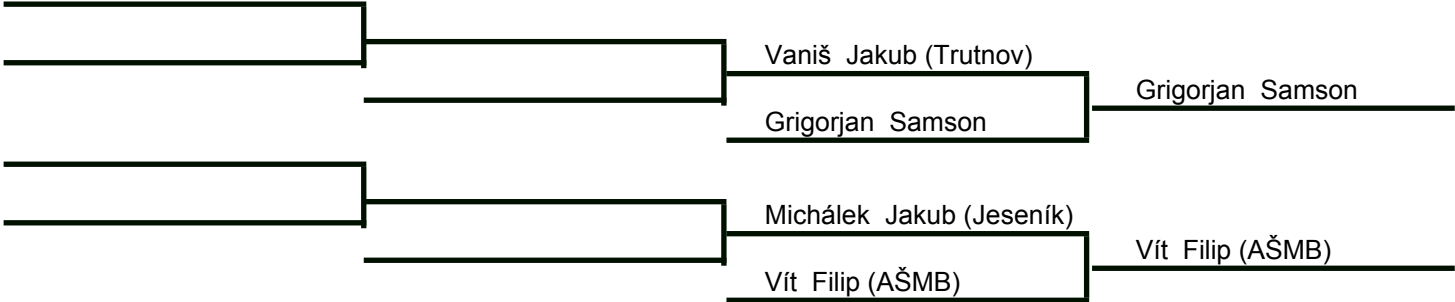 Vaniš Jakub (Trutnov)
Grigorjan Samson
Grigorjan Samson
Michálek Jakub (Jeseník)
Vít Filip (AŠMB)
Vít Filip (AŠMB)